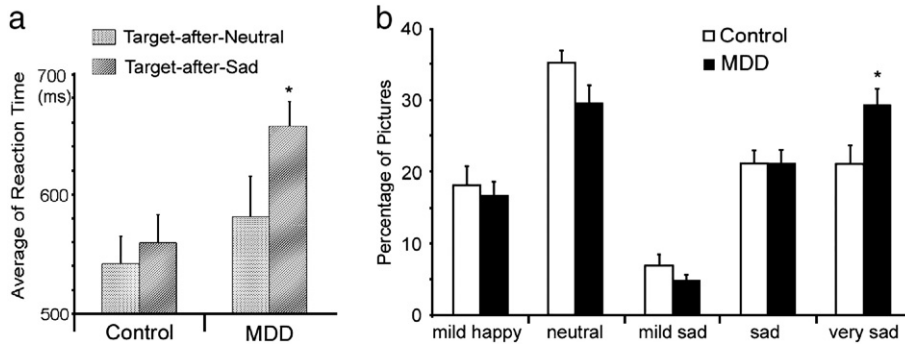 a
Target-after-Neutral
Target-after-Sad
Average of Reaction Time
700
(ms)
600
500
*
Control
MDD
b
Control
MDD
Percentage of Pictures
40
30
20
10
0
*
mild happy
neutral
mild sad
sad
very sad